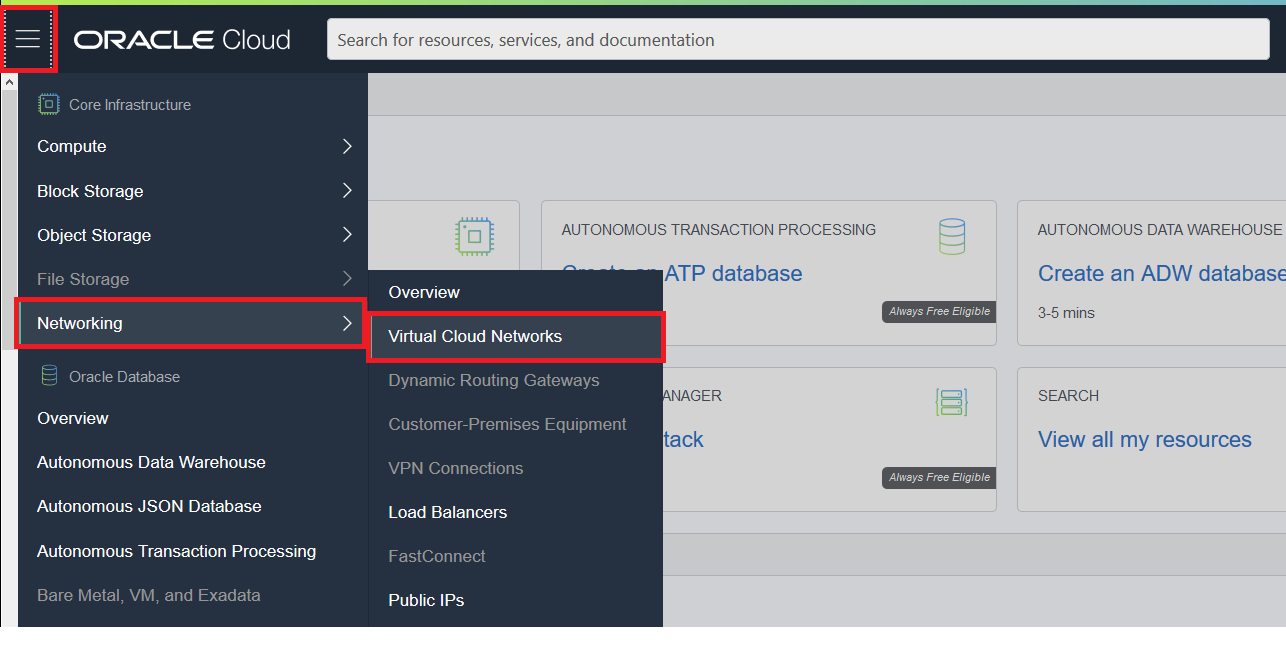 ORACLE Cloud
Search for resources, services, and documentation
Core Infrastructure
Compute
Block Storage
Object Storage
File Storage
Networking
Oracle Database
Overview
Autonomous Data Warehouse
Autonomous JSON Database
Autonomous Transaction Processing
Bare Metal, VM, and Exadata
Overview
Virtual Cloud Networks
Dynamic Routing Gateways
Customer-Premises Equipment
VPN Connections
Load Balancers
FastConnect
Public IPs
AUTONOMOUS TRANSACTION PROCESSING
Create an ATP database
Always Free Eligible
AUTONOMOUS DATA WAREHOUSE
Create an ADW database
3-5 mins
ANAGER
tack
Always Free Eligible
SEARCH
View all my resources